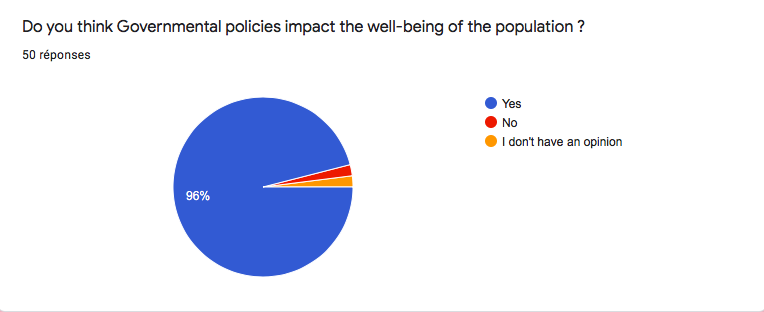 Do you think Governmental policies impact the well-being of the population ?
50 réponses
Yes
No
I don't have an opinion
96%